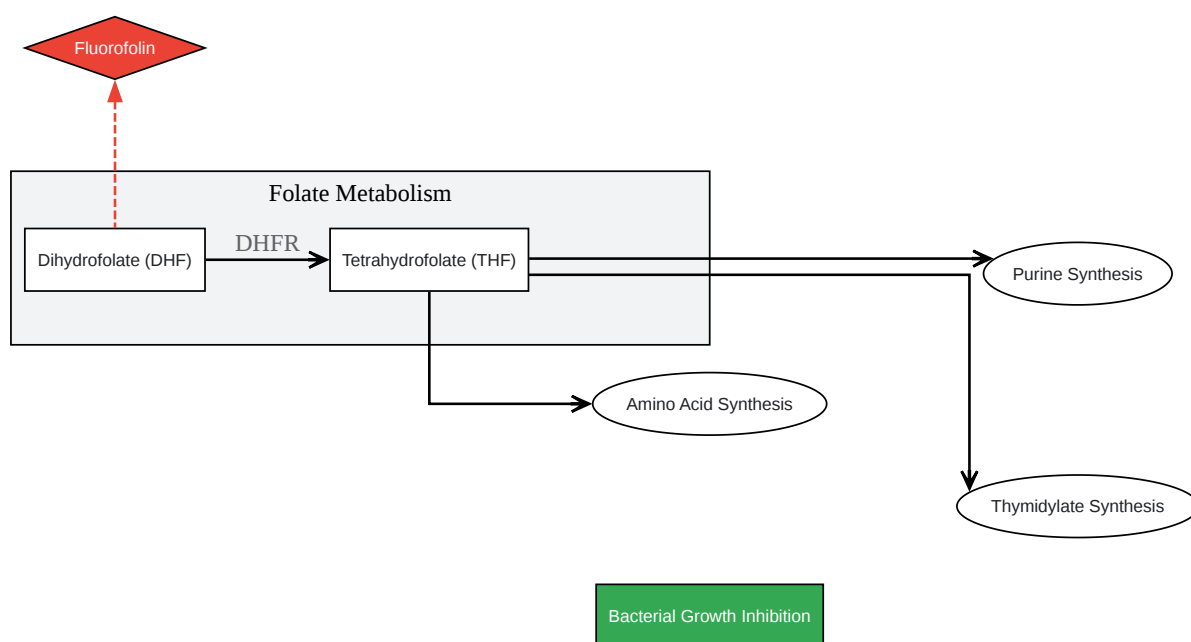 Fluorofolin
Folate Metabolism
DHFR
Dihydrofolate (DHF)
Tetrahydrofolate (THF)
Purine Synthesis
Amino Acid Synthesis
Thymidylate Synthesis
Bacterial Growth Inhibition